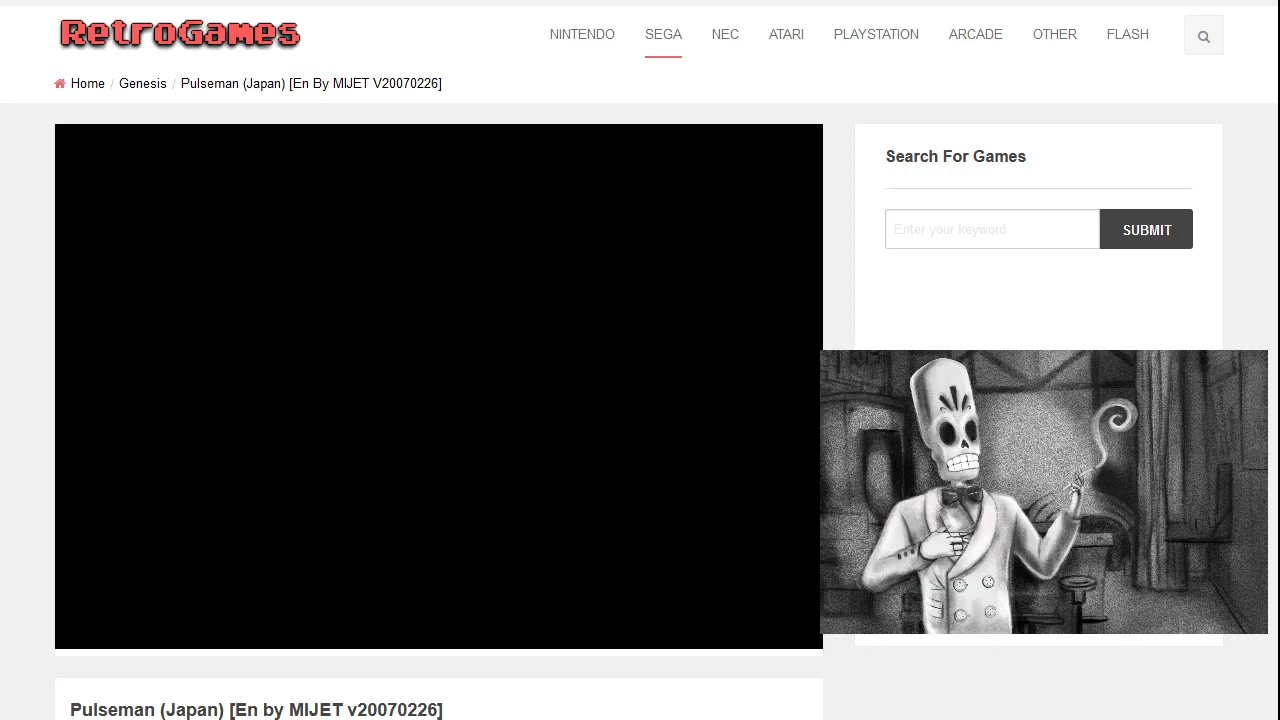 RetroGames
NINTENDO SEGA NEC ATARI PLAYSTATION ARCADE OTHER FLASH
Home / Genesis / Pulseman (Japan) [En By MIJET V20070226]
Search For Games
Enter your keyword SUBMIT
Pulseman (Japan) [En by MIJET v20070226]